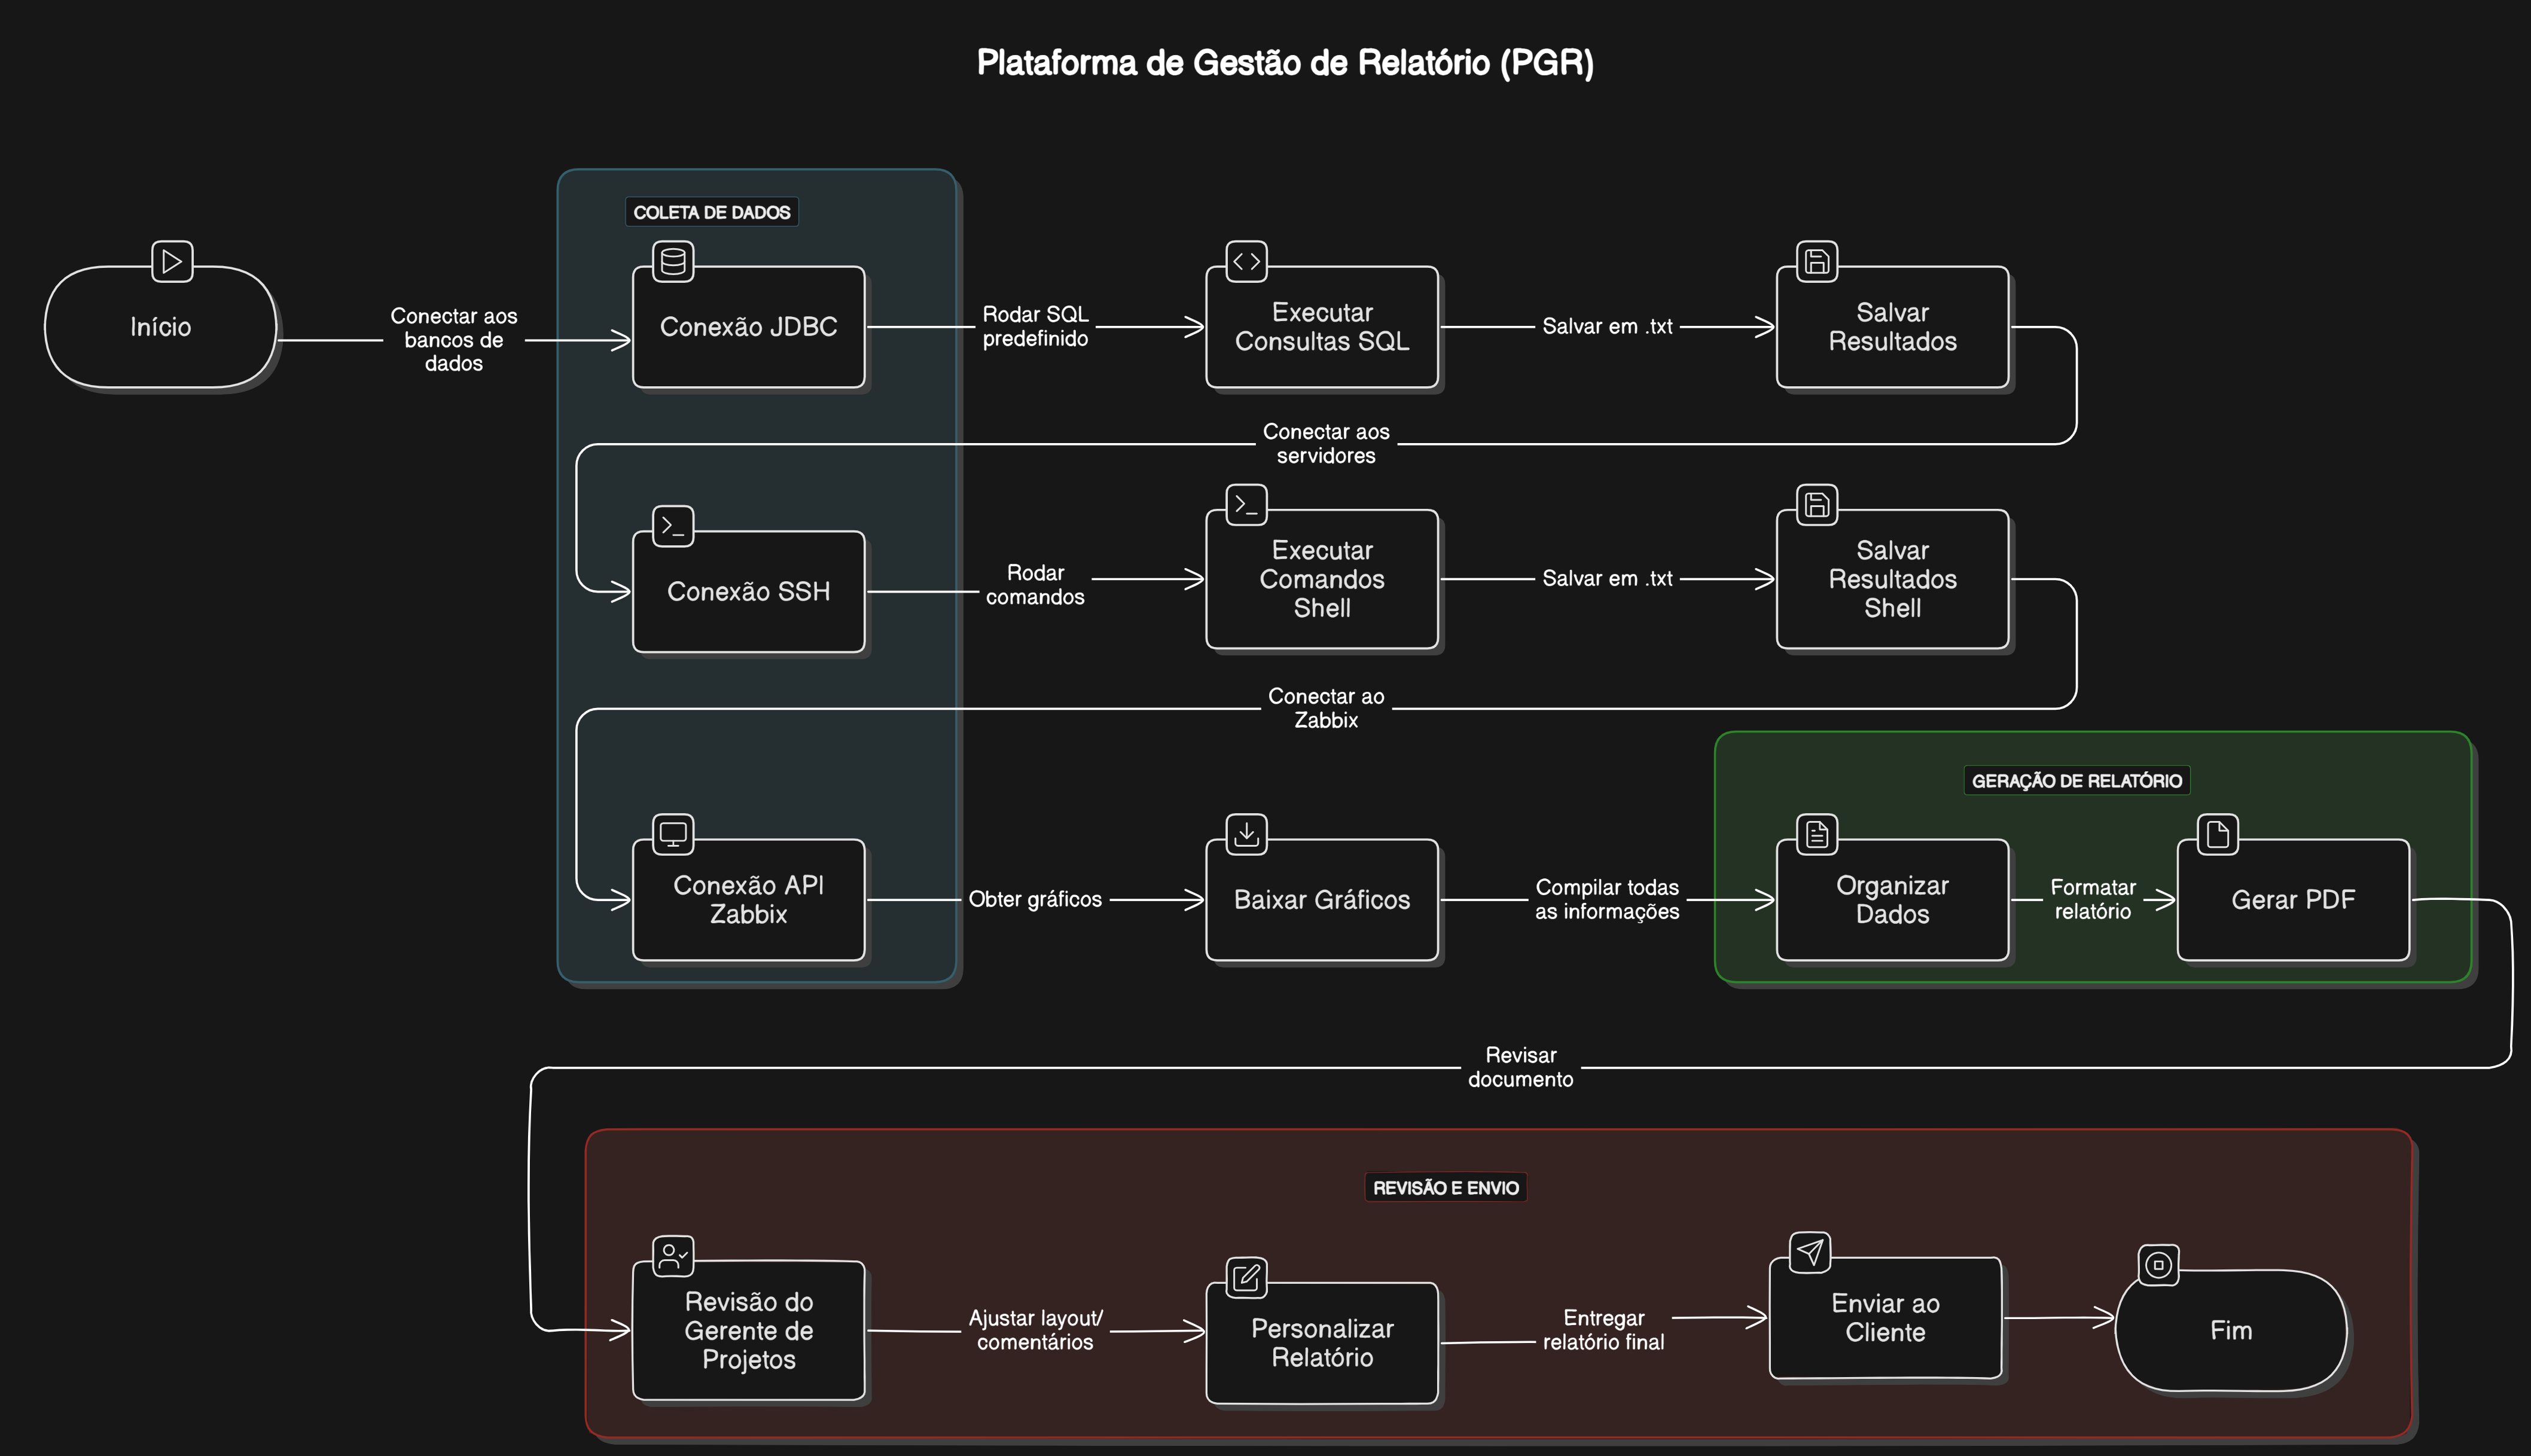 Plataforma de Gestão de Relatório (PGR)
COLETA DE DADOS
Início
Conectar aos
bancos de
dados
Conexão JDBC
Rodar SQL
predefinido
Executar
Consultas SQL
Salvar em .txt
Salvar
Resultados
Conectar aos
servidores
Conexão SSH
Rodar
comandos
Executar
Comandos
Shell
Salvar em .txt
Salvar
Resultados
Shell
Conectar ao
Zabbix
Conexão API
Zabbix
Obter gráficos
Baixar Gráficos
Compilar todas
as informações
GERAÇÃO DE RELATÓRIO
Organizar
Dados
Formatar
relatório
Gerar PDF
Revisar
documento
REVISÃO E ENVIO
Revisão do
Gerente de
Projetos
Ajustar layout/
comentários
Personalizar
Relatório
Entregar
relatório final
Enviar ao
Cliente
Fim